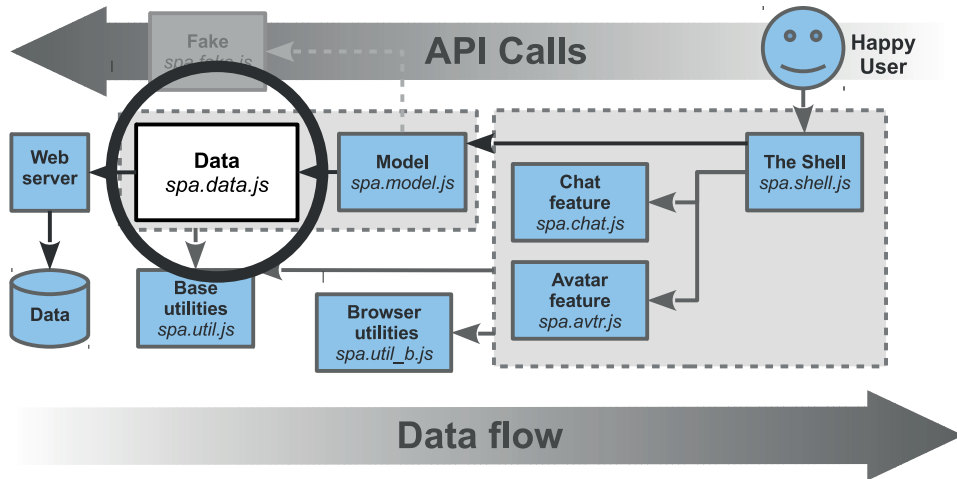 API Calls
Happy
User
Fake
spa.fake.js
Web
server
Data
spa.data.js
Model
spa.model.js
The Shell
spa.shell.js
Chat
feature
spa.chat.js
Avatar
feature
spa.avtr.js
Data
Base
utilities
spa.util.js
Browser
utilities
spa.util_b.js
Data flow